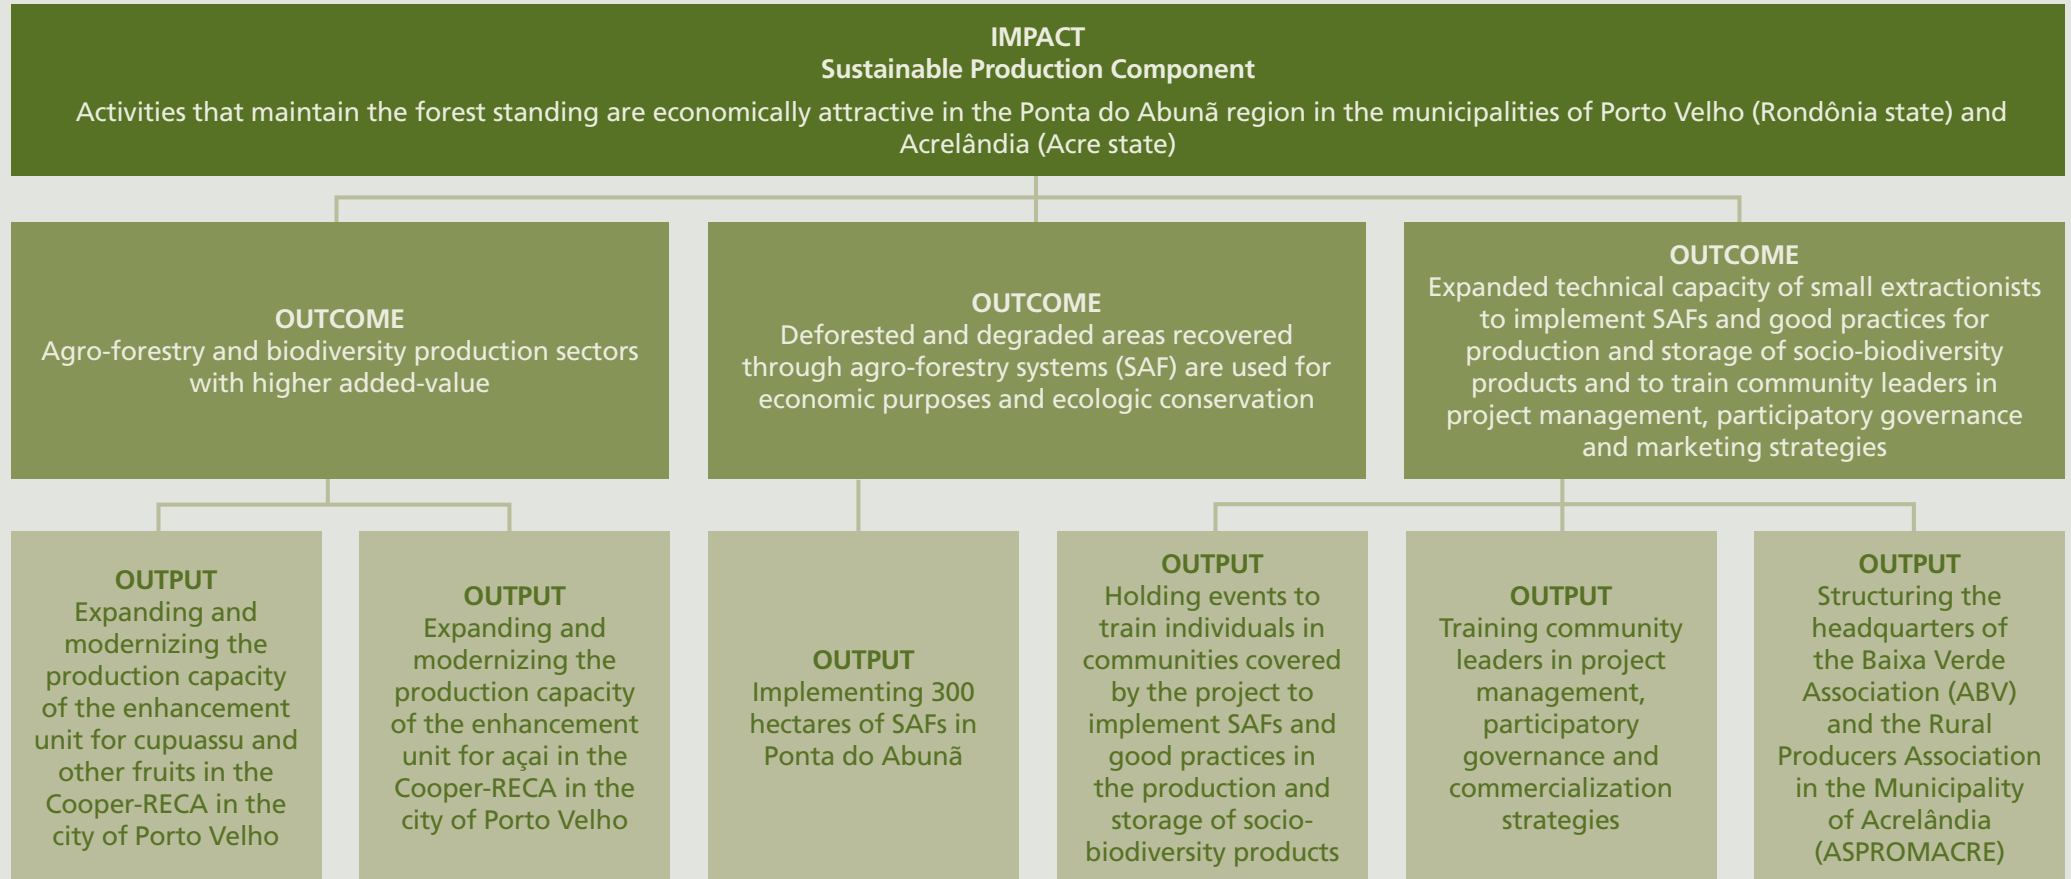 IMPACT
Sustainable Production Component
Activities that maintain the forest standing are economically attractive in the Ponta do Abunã region in the municipalities of Porto Velho (Rondônia state) and
Acrelândia (Acre state)
OUTCOME
Agro-forestry and biodiversity production sectors
with higher added-value
OUTCOME
Deforested and degraded areas recovered
through agro-forestry systems (SAF) are used for
economic purposes and ecologic conservation
OUTCOME
Expanded technical capacity of small extractionists
to implement SAFs and good practices for
production and storage of socio-biodiversity
products and to train community leaders in
project management, participatory governance
and marketing strategies
OUTPUT
Expanding and
modernizing the
production capacity
of the enhancement
unit for cupuassu and
other fruits in the
Cooper-RECA in the
city of Porto Velho
OUTPUT
Expanding and
modernizing the
production capacity
of the enhancement
unit for açai in the
Cooper-RECA in the
city of Porto Velho
OUTPUT
Implementing 300
hectares of SAFs in
Ponta do Abunã
OUTPUT
Holding events to
train individuals in
communities covered
by the project to
implement SAFs and
good practices in
the production and
storage of socio-
biodiversity products
OUTPUT
Training community
leaders in project
management,
participatory
governance and
commercialization
strategies
OUTPUT
Structuring the
headquarters of
the Baixa Verde
Association (ABV)
and the Rural
Producers Association
in the Municipality
of Acrelândia
(ASPROMACRE)